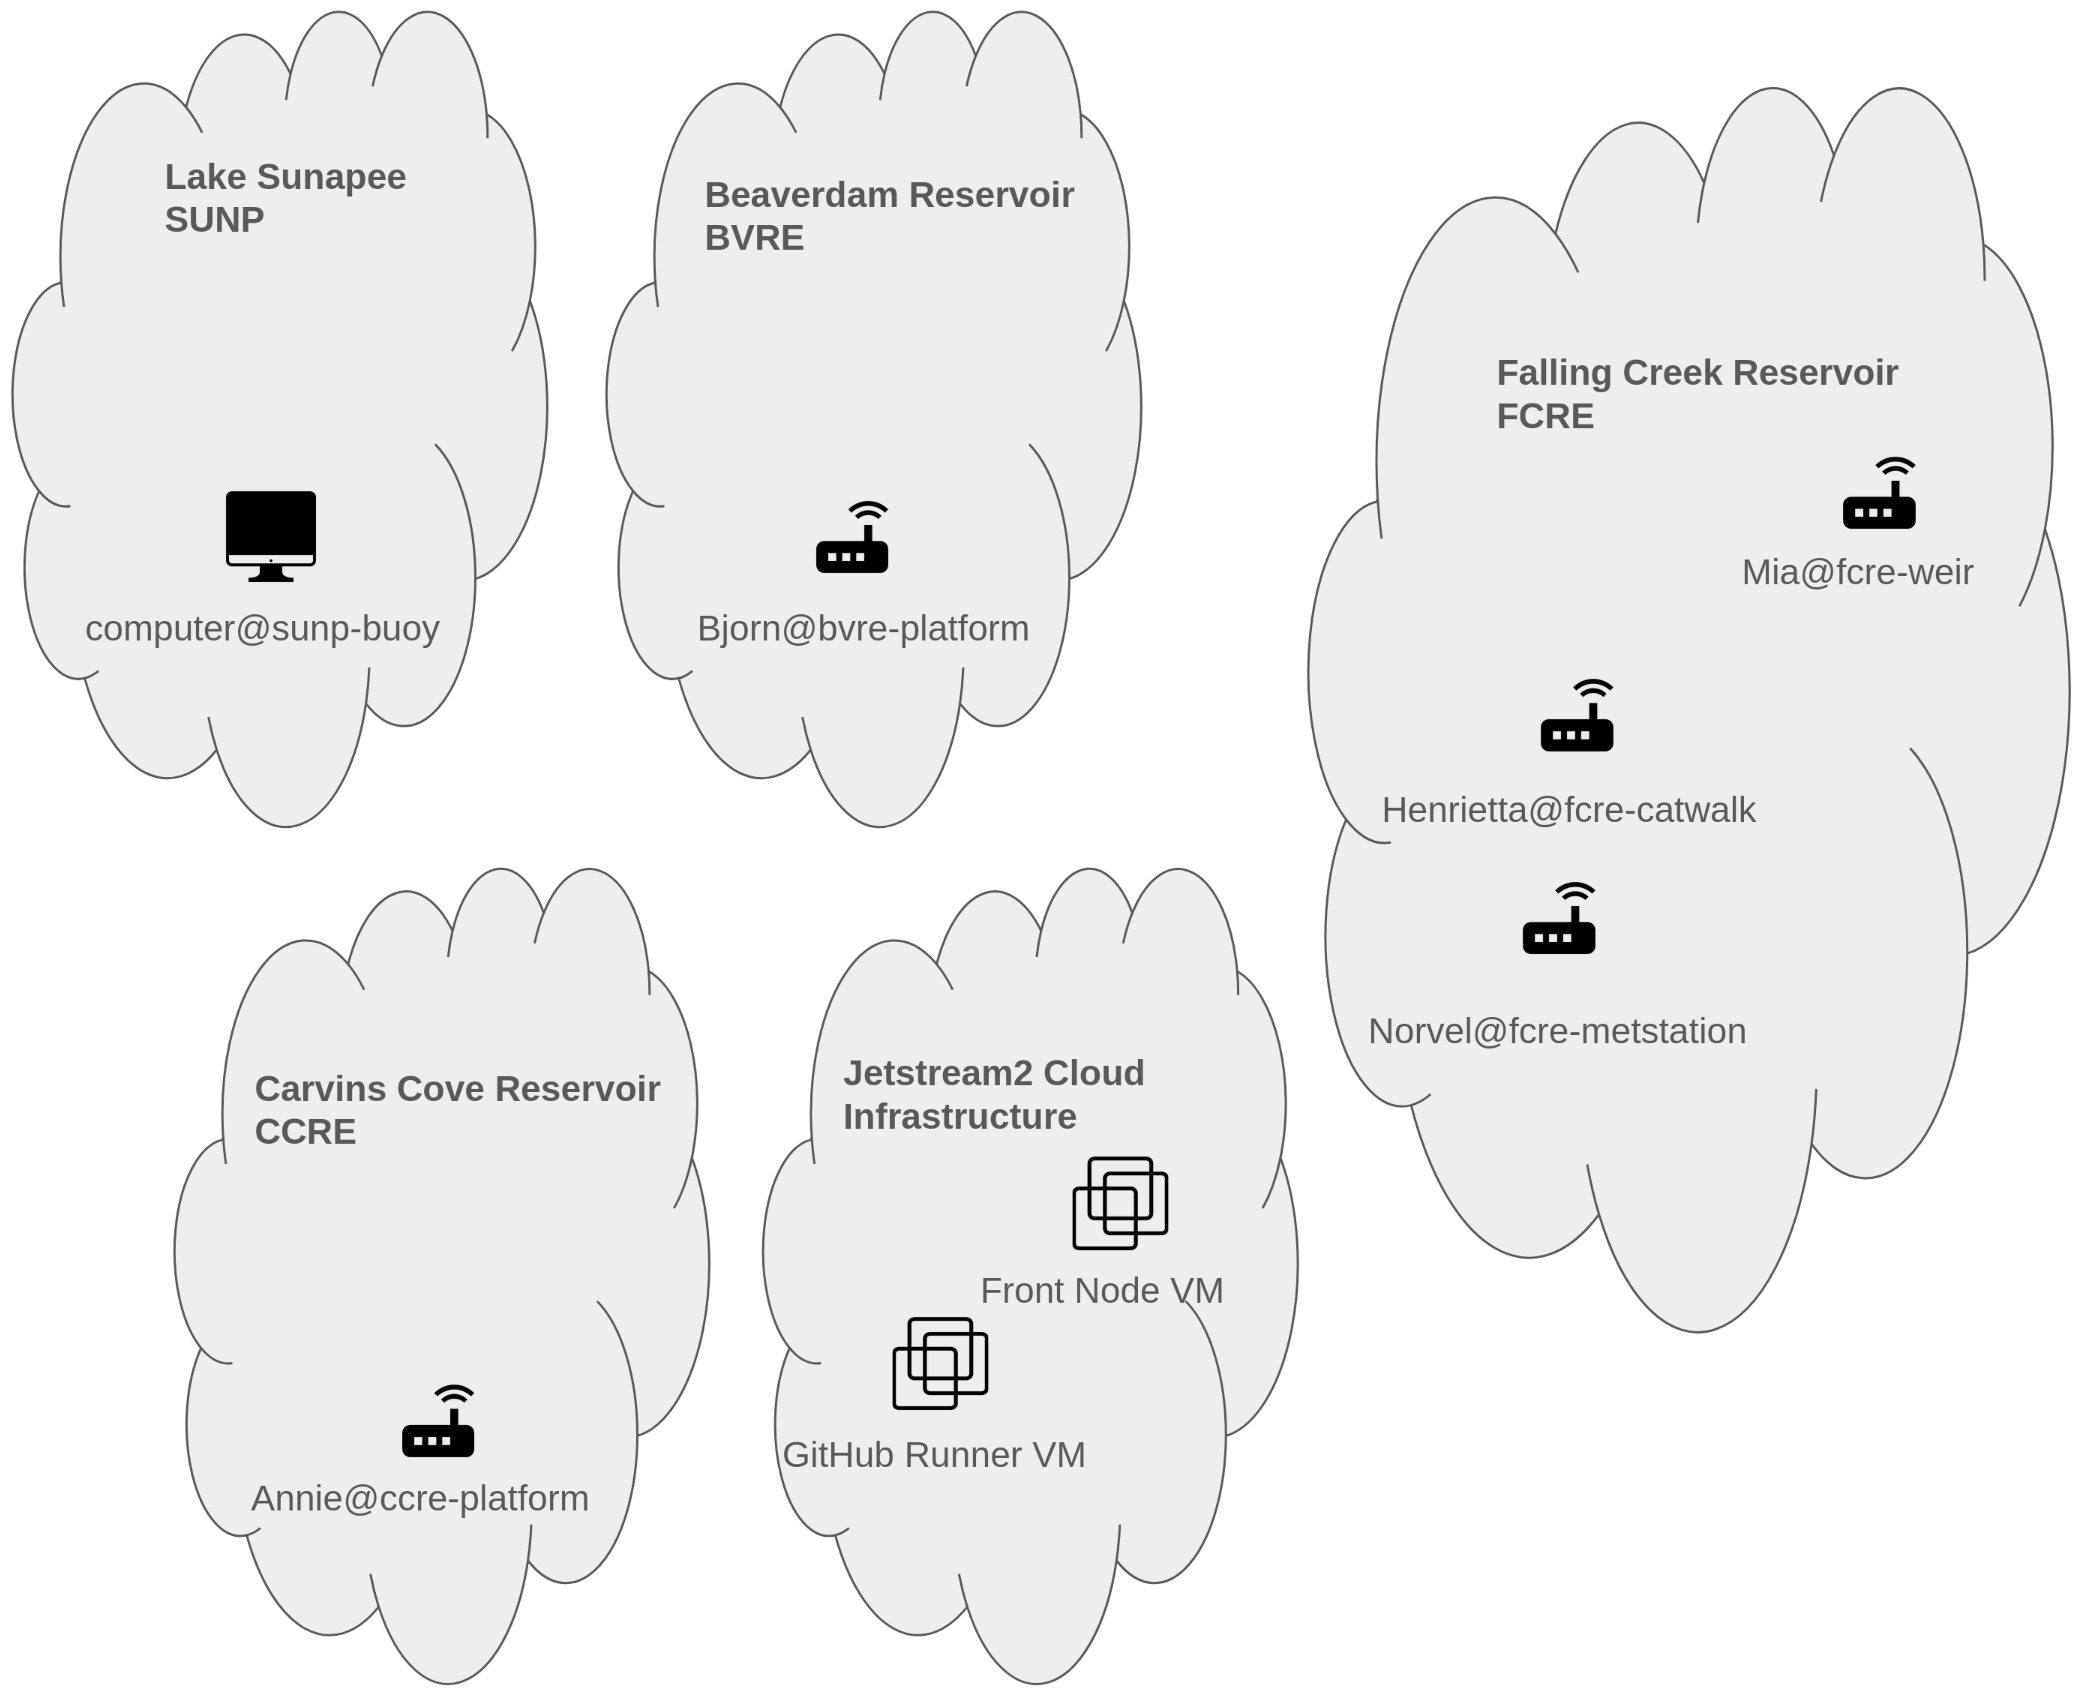 Lake Sunapee
SUNP
computer@sunp-buoy
Beaverdam Reservoir
BVRE
Bjorn@bvre-platform
Falling Creek Reservoir
FCRE
Mia@fcre-weir
Henrietta@fcre-catwalk
Norvel@fcre-metstation
Carvins Cove Reservoir
CCRE
Annie@ccre-platform
Jetstream2 Cloud
Infrastructure
Front Node VM
GitHub Runner VM